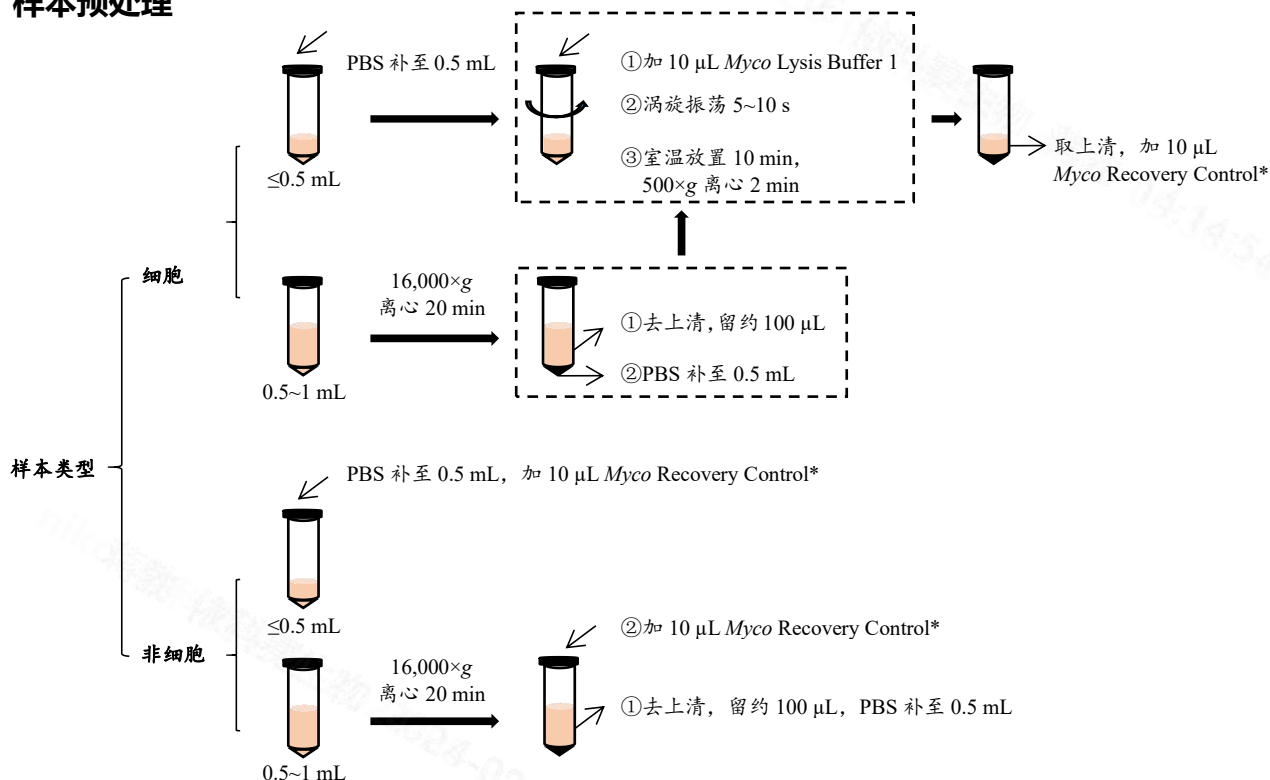 样本预处理
PBS 补至 0.5 mL
≤0.5 mL
①加 10 μL Myco Lysis Buffer 1
②涡旋振荡 5~10 s
③室温放置 10 min，
500×g 离心 2 min
取上清，加 10 μL
Myco Recovery Control*
细胞
16,000×g
离心 20 min
0.5~1 mL
①去上清，留约 100 μL
②PBS 补至 0.5 mL
样本类型
PBS 补至 0.5 mL，加 10 μL Myco Recovery Control*
≤0.5 mL
非细胞
16,000×g
离心 20 min
0.5~1 mL
②加 10 μL Myco Recovery Control*
①去上清，留约 100 μL，PBS 补至 0.5 mL